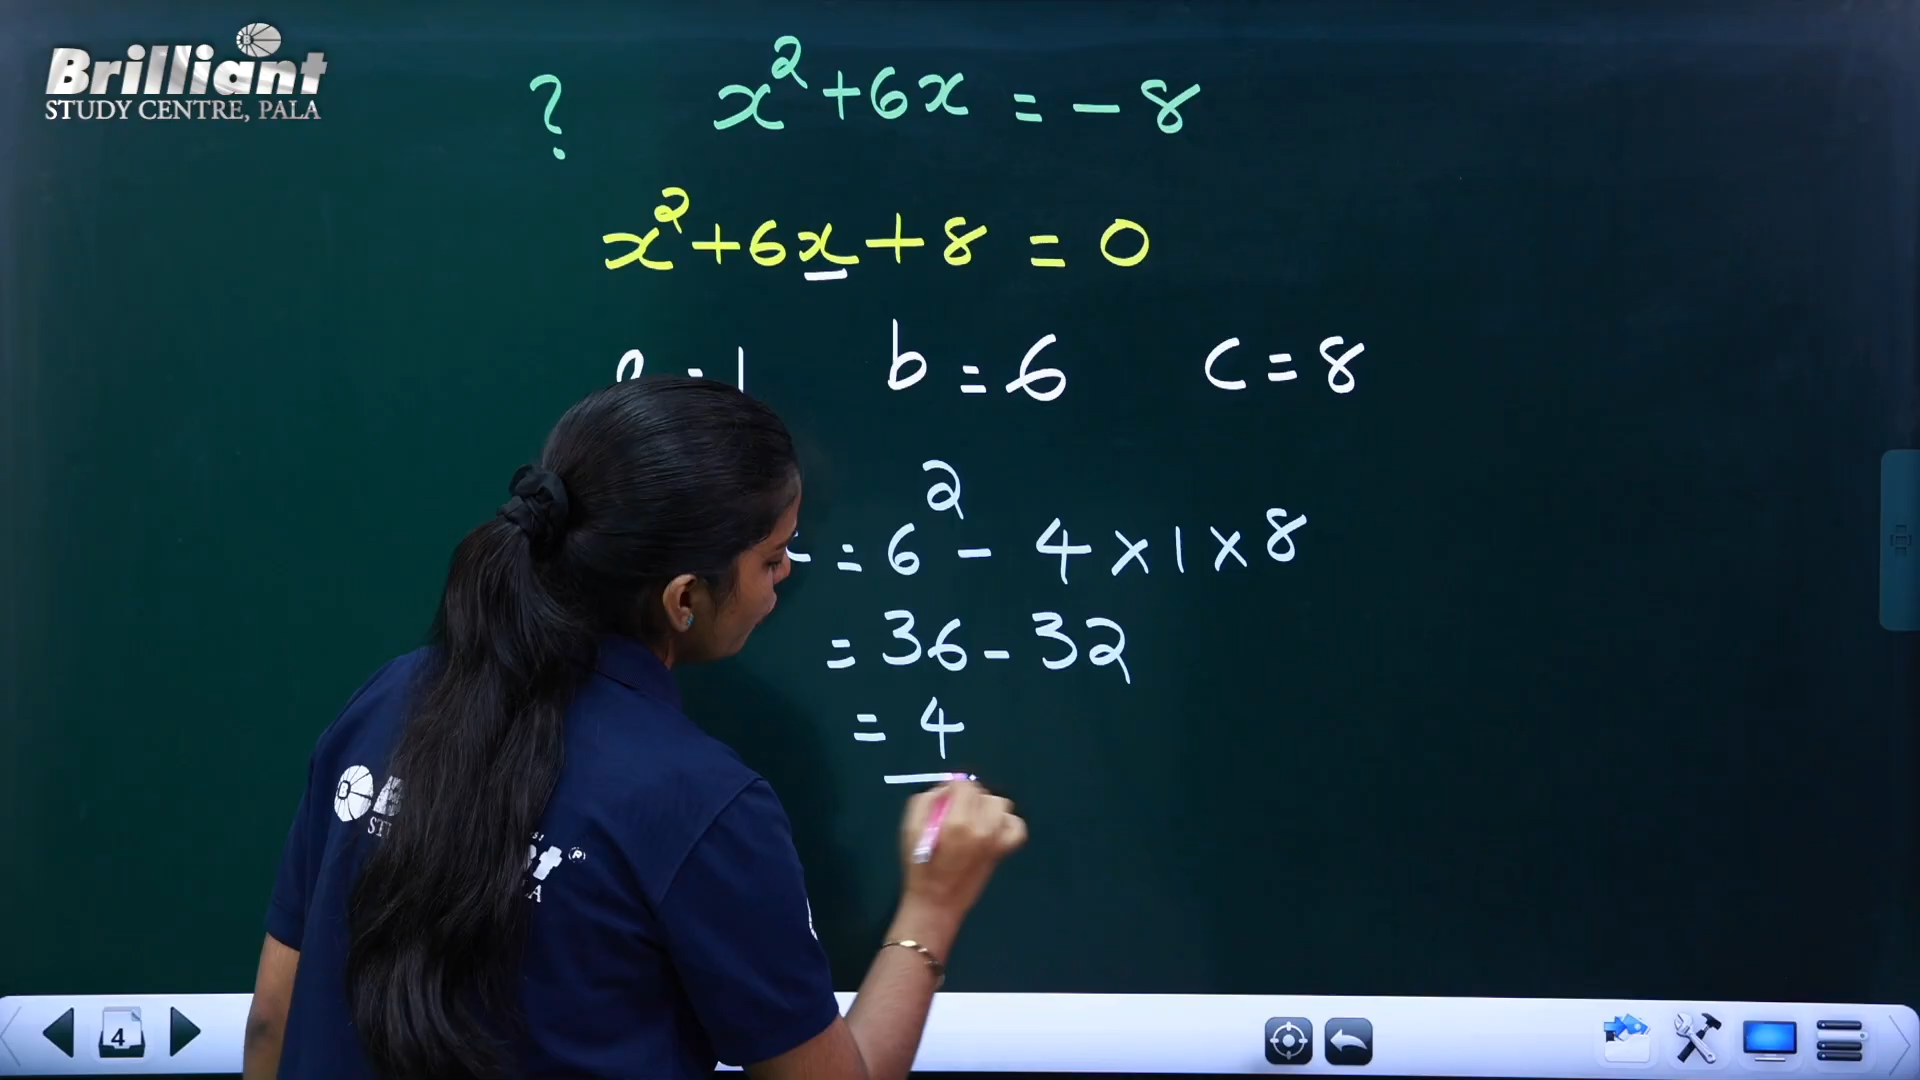 Brilliant
STUDY CENTRE, PALA
? x²+6x = -8
x²+6x+8 = 0
a = 1 b = 6 c = 8
= 6² - 4×1×8
= 36 - 32
= 4
4